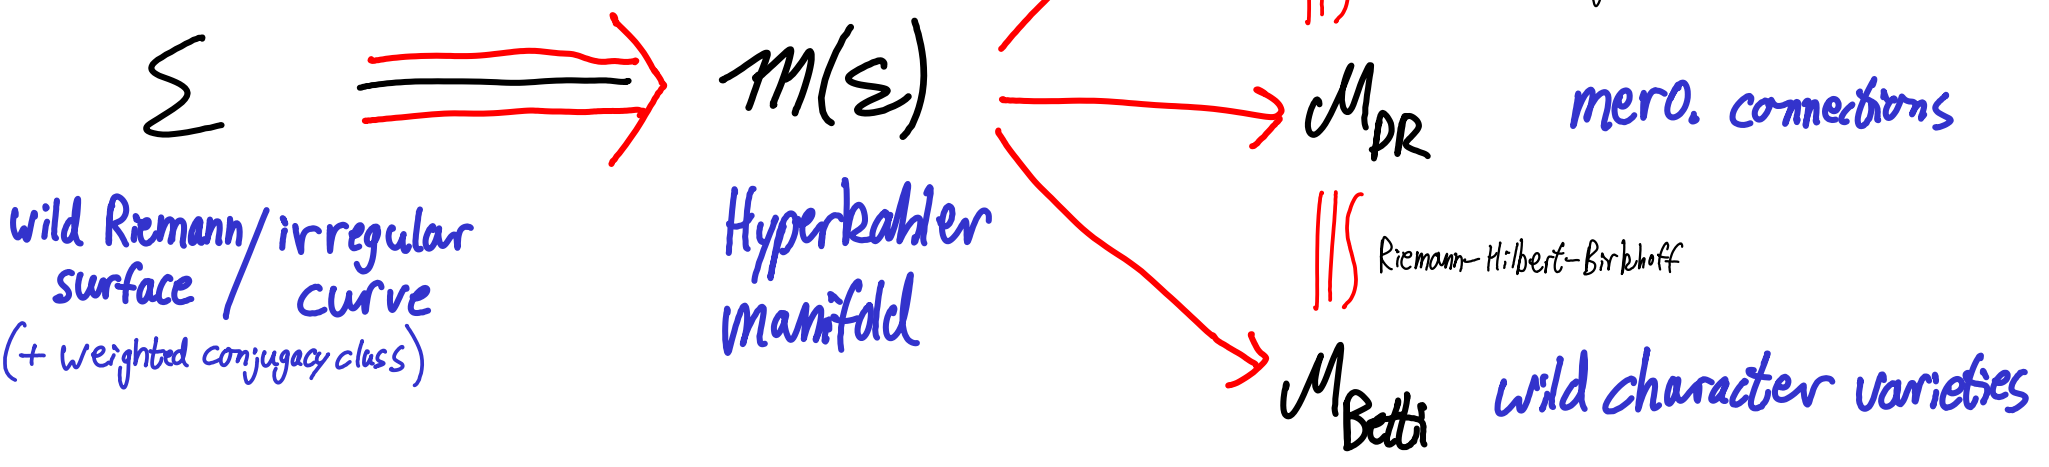 Σ
𝓜(Σ)
M_DR
mero. connections
wild Riemann surface / irregular curve
(+ weighted conjugacy class)
Hyperkahler
manifold
Riemann-Hilbert-Birkhoff
M_Betti
wild character varieties